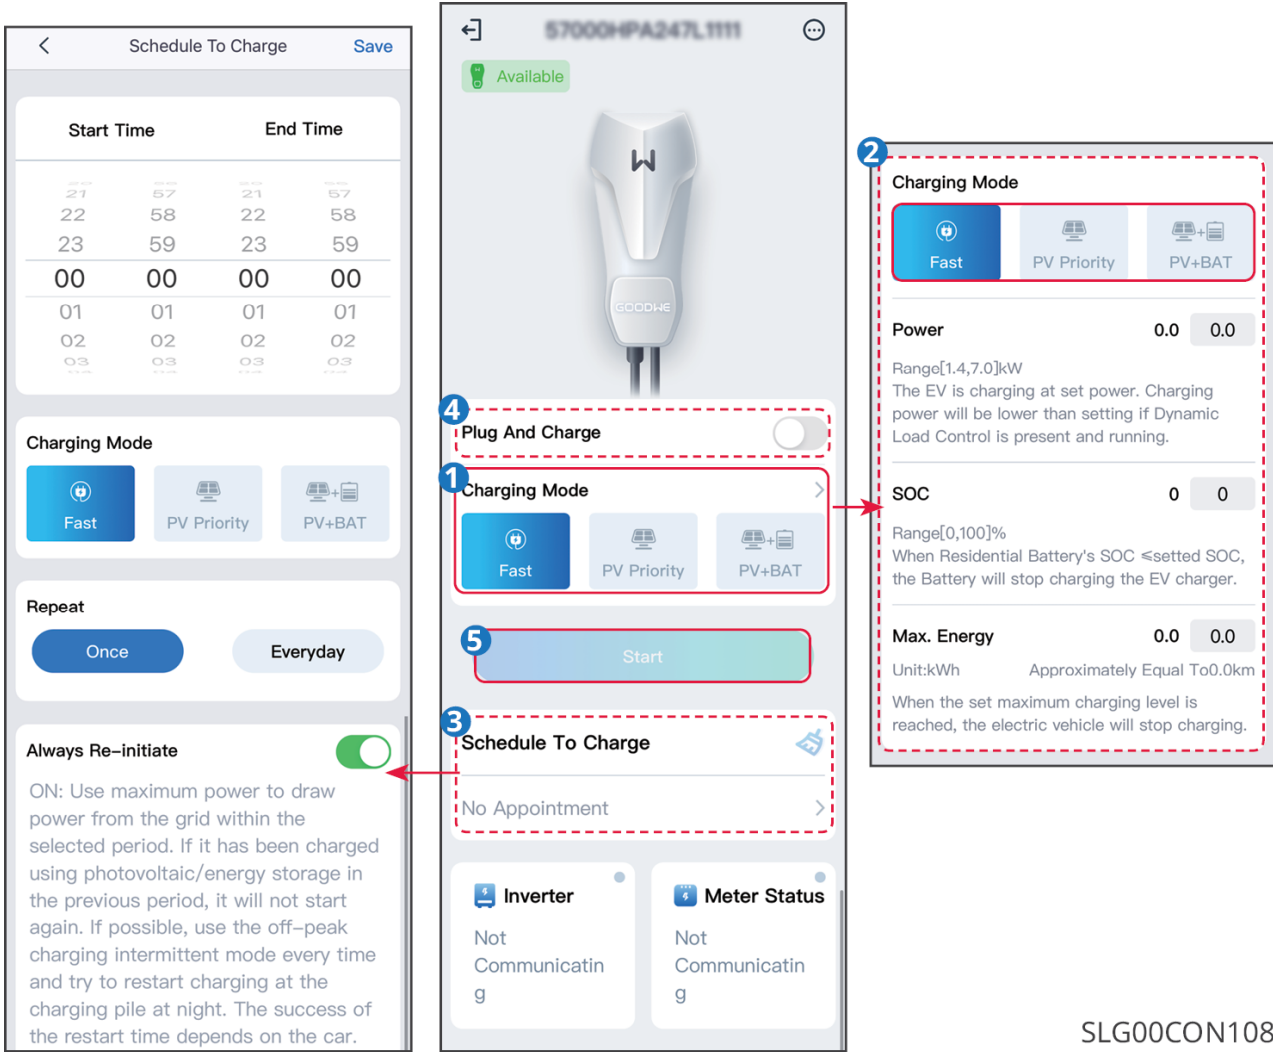 Schedule To Charge Save
Start Time End Time
21 57 21 57
22 58 22 58
23 59 23 59
00 00 00 00
01 01 01 01
02 02 02 02
03 03 03 03
Charging Mode
Fast PV Priority PV+BAT
Repeat
Once Everyday
Always Re-initiate
ON: Use maximum power to draw
power from the grid within the
selected period. If it has been charged
using photovoltaic/energy storage in
the previous period, it will not start
again. If possible, use the off-peak
charging intermittent mode every time
and try to restart charging at the
charging pile at night. The success of
the restart time depends on the car.
57000HPA247L1111
Available
GOODWE
4
Plug And Charge
1
Charging Mode
Fast PV Priority PV+BAT
5
Start
3
Schedule To Charge
No Appointment
Inverter
Not
Communicatin
g
Meter Status
Not
Communicatin
g
2
Charging Mode
Fast PV Priority PV+BAT
Power 0.0 0.0
Range[1.4,7.0]kW
The EV is charging at set power. Charging
power will be lower than setting if Dynamic
Load Control is present and running.
SOC 0 0
Range[0,100]%
When Residential Battery's SOC ≤setted SOC,
the Battery will stop charging the EV charger.
Max. Energy 0.0 0.0
Unit:kWh Approximately Equal To0.0km
When the set maximum charging level is
reached, the electric vehicle will stop charging.
SLG00CON108